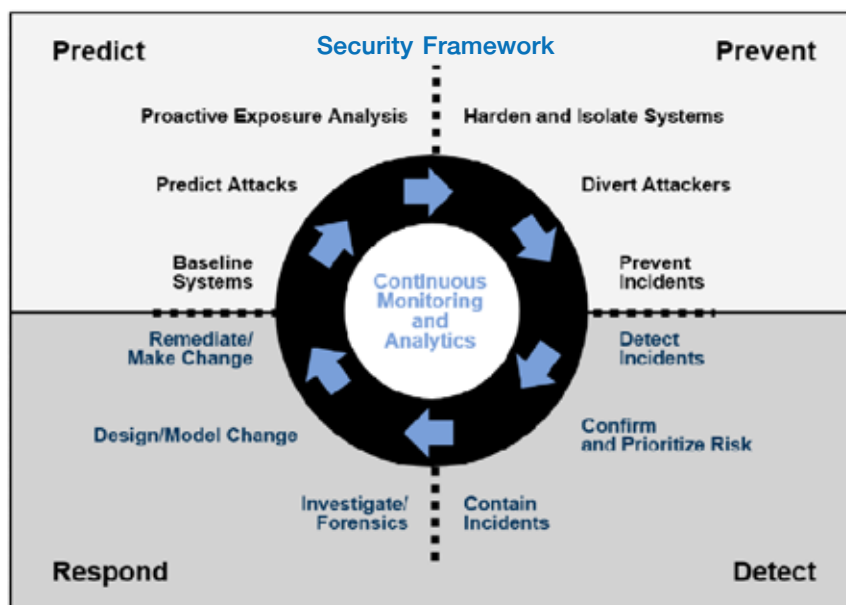 Security Framework
Predict
Prevent
Proactive Exposure Analysis
Harden and Isolate Systems
Predict Attacks
Divert Attackers
Baseline
Systems
Prevent
Incidents
Continuous
Monitoring
and
Analytics
Remediate/
Make Change
Detect
Incidents
Design/Model Change
Confirm
and Prioritize Risk
Investigate/
Forensics
Contain
Incidents
Respond
Detect